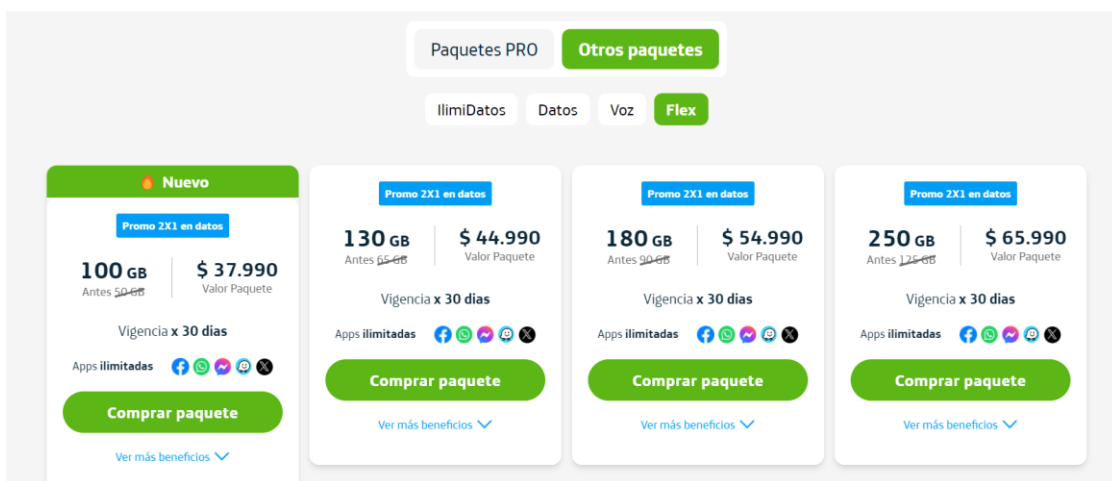 Paquetes PRO
Otros paquetes
IlimiDatos
Datos
Voz
Flex
Nuevo
Promo 2X1 en datos
100 GB
Antes 50 GB
$ 37.990
Valor Paquete
Vigencia x 30 dias
Apps ilimitadas
Comprar paquete
Ver más beneficios
Promo 2X1 en datos
130 GB
Antes 65 GB
$ 44.990
Valor Paquete
Vigencia x 30 dias
Apps ilimitadas
Comprar paquete
Ver más beneficios
Promo 2X1 en datos
180 GB
Antes 90 GB
$ 54.990
Valor Paquete
Vigencia x 30 dias
Apps ilimitadas
Comprar paquete
Ver más beneficios
Promo 2X1 en datos
250 GB
Antes 125 GB
$ 65.990
Valor Paquete
Vigencia x 30 dias
Apps ilimitadas
Comprar paquete
Ver más beneficios